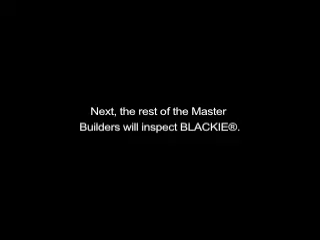 Next, the rest of the Master
Builders will inspect BLACKIE®.